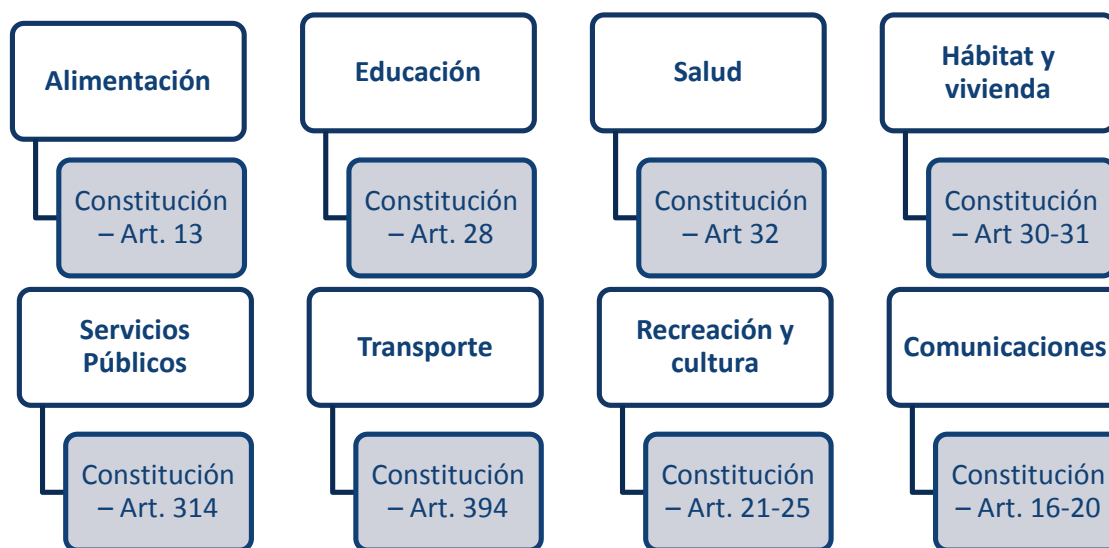 Alimentación
Constitución
– Art. 13
Educación
Constitución
– Art. 28
Salud
Constitución
– Art 32
Hábitat y
vivienda
Constitución
– Art 30-31
Servicios
Públicos
Constitución
– Art. 314
Transporte
Constitución
– Art. 394
Recreación y
cultura
Constitución
– Art. 21-25
Comunicaciones
Constitución
– Art. 16-20